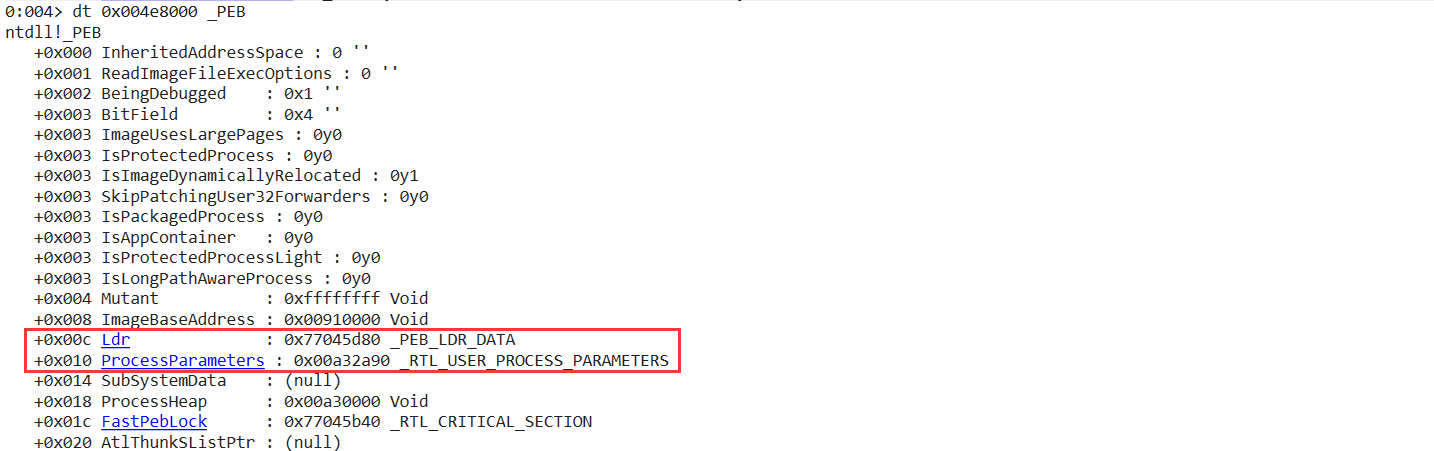 0:004> dt 0x004e8000 _PEB
ntdll!_PEB
+0x000 InheritedAddressSpace : 0 ''
+0x001 ReadImageFileExecOptions : 0 ''
+0x002 BeingDebugged    : 0x1 ''
+0x003 BitField         : 0x4 ''
+0x003 ImageUsesLargePages : 0y0
+0x003 IsProtectedProcess : 0y0
+0x003 IsImageDynamicallyRelocated : 0y1
+0x003 SkipPatchingUser32Forwarders : 0y0
+0x003 IsPackagedProcess : 0y0
+0x003 IsAppContainer   : 0y0
+0x003 IsProtectedProcessLight : 0y0
+0x003 IsLongPathAwareProcess : 0y0
+0x004 Mutant           : 0xffffffff Void
+0x008 ImageBaseAddress : 0x00910000 Void
+0x00c Ldr              : 0x77045d80 _PEB_LDR_DATA
+0x010 ProcessParameters : 0x00a32a90 _RTL_USER_PROCESS_PARAMETERS
+0x014 SubSystemData    : (null)
+0x018 ProcessHeap      : 0x00a30000 Void
+0x01c FastPebLock      : 0x77045b40 _RTL_CRITICAL_SECTION
+0x020 AtlThunkSListPtr : (null)